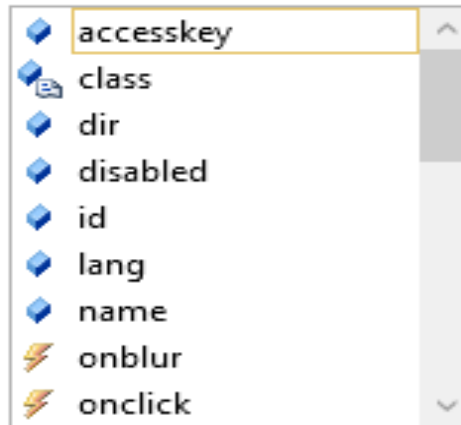 accesskey
class
dir
disabled
id
lang
name
onblur
onclick